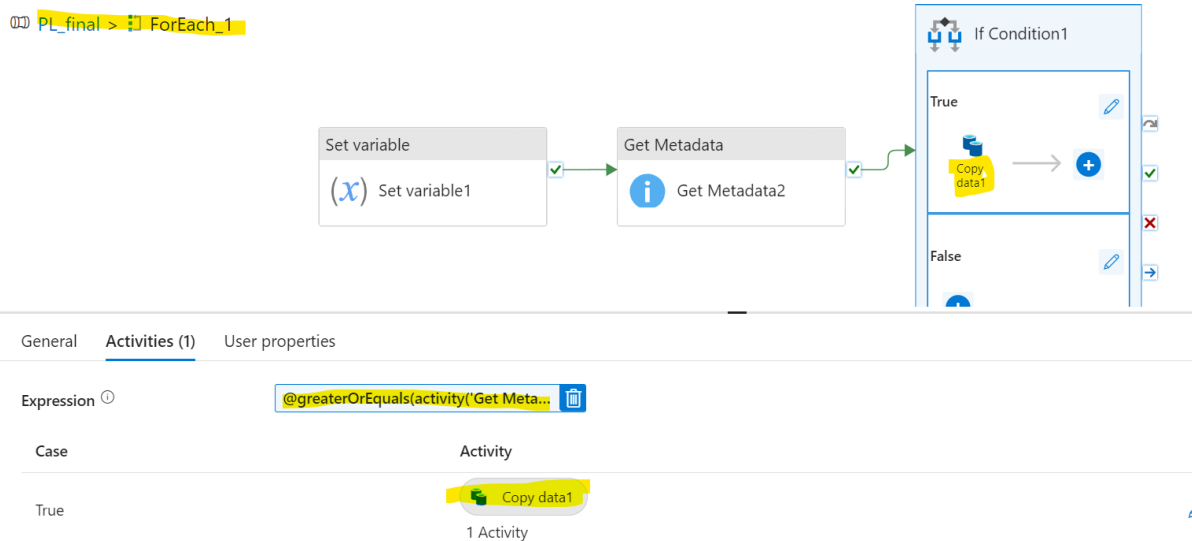 PL_final > ForEach_1
If Condition1
True
Set variable
Get Metadata
(x) Set variable1
Get Metadata2
Copy
data1
False
General Activities (1) User properties
Expression
@greaterOrEquals(activity('Get Meta...
Case Activity
True
Copy data1
1 Activity